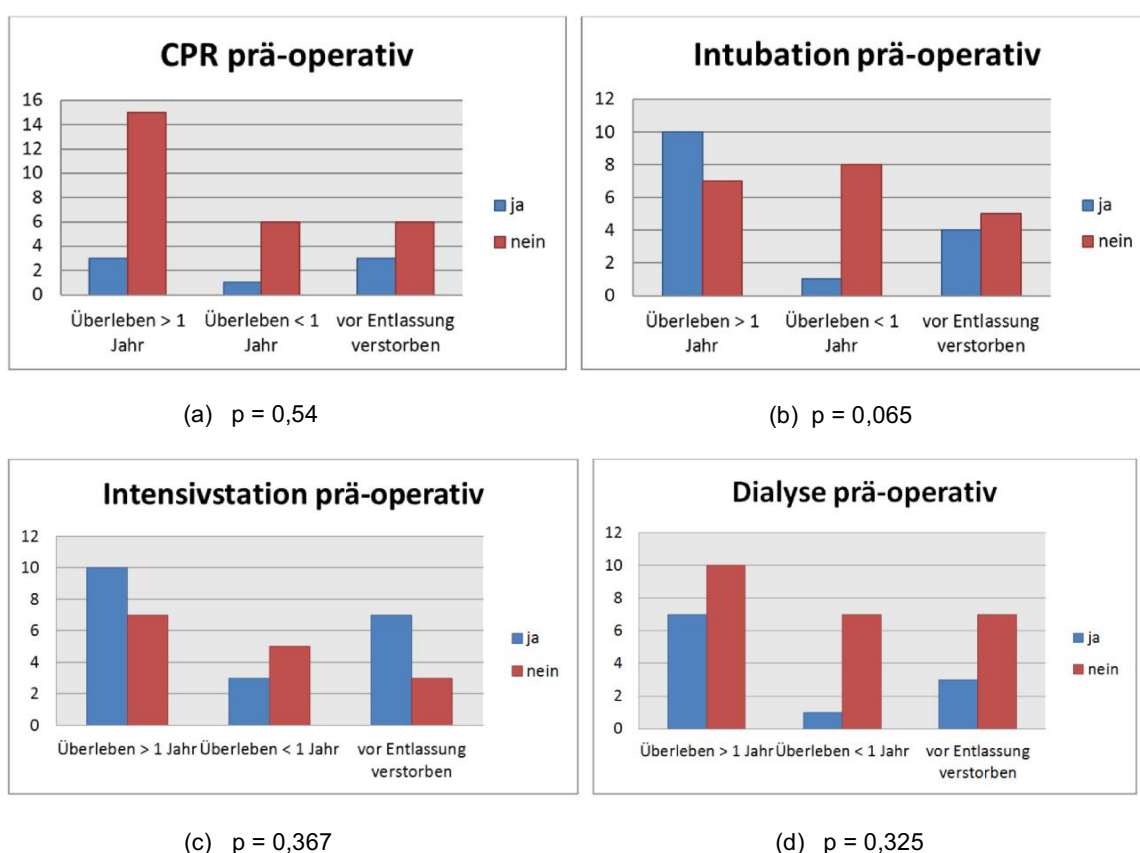 CPR prä-operativ
16
14
12
10
8
6
4
2
0
Überleben > 1
Jahr
Überleben < 1
Jahr
vor Entlassung
verstorben
ja
nein
(a) p = 0,54
Intubation prä-operativ
12
10
8
6
4
2
0
Überleben > 1
Jahr
Überleben < 1
Jahr
vor Entlassung
verstorben
ja
nein
(b) p = 0,065
Intensivstation prä-operativ
12
10
8
6
4
2
0
Überleben > 1 Jahr
Überleben < 1 Jahr
vor Entlassung
verstorben
ja
nein
(c) p = 0,367
Dialyse prä-operativ
12
10
8
6
4
2
0
Überleben > 1 Jahr
Überleben < 1 Jahr
vor Entlassung
verstorben
ja
nein
(d) p = 0,325